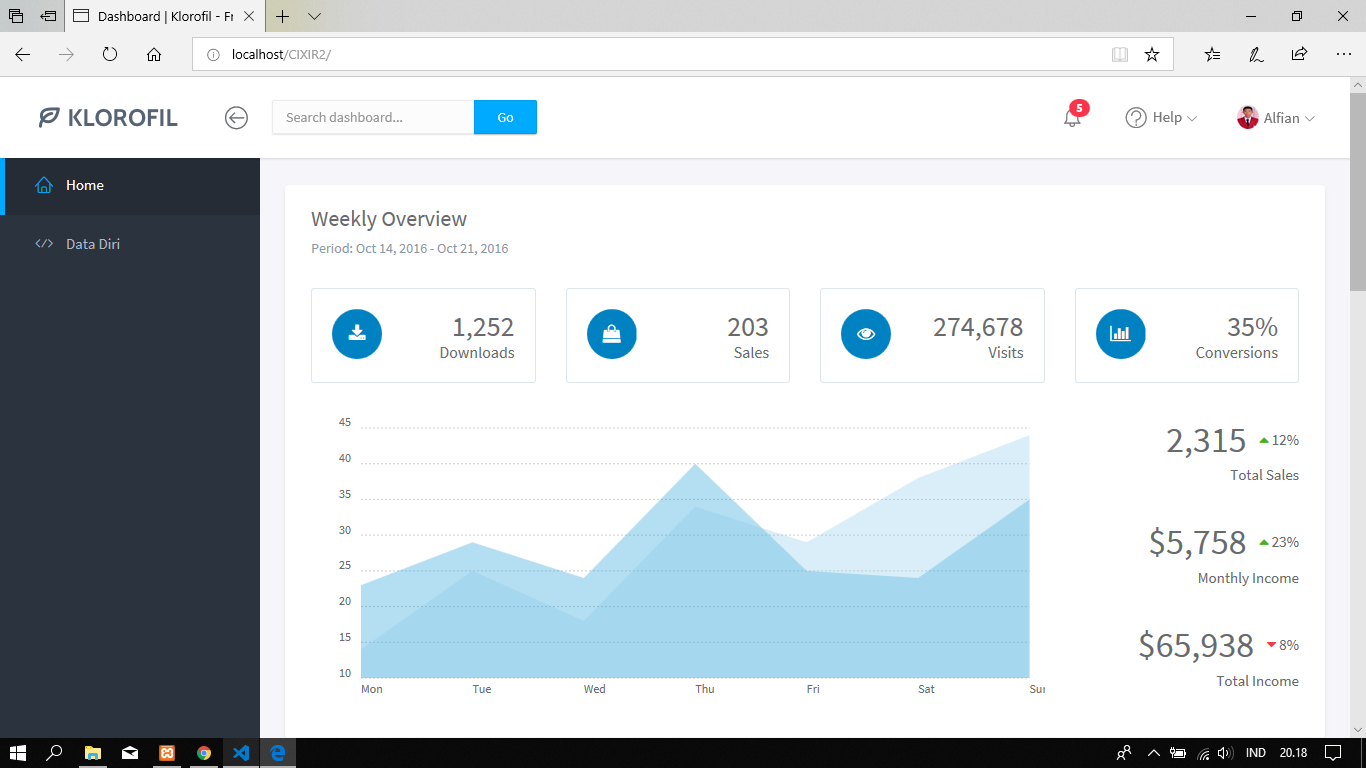 Dashboard | Klorofil - Fr
localhost/CIXIR2/
KLOROFIL
Search dashboard...
Go
5
Help
Alfian
Home
Data Diri
Weekly Overview
Period: Oct 14, 2016 - Oct 21, 2016
1,252
Downloads
203
Sales
274,678
Visits
35%
Conversions
45
40
35
30
25
20
15
10
Mon Tue Wed Thu Fri Sat Sun
2,315 12%
Total Sales
$5,758 23%
Monthly Income
$65,938 8%
Total Income
IND 20.18